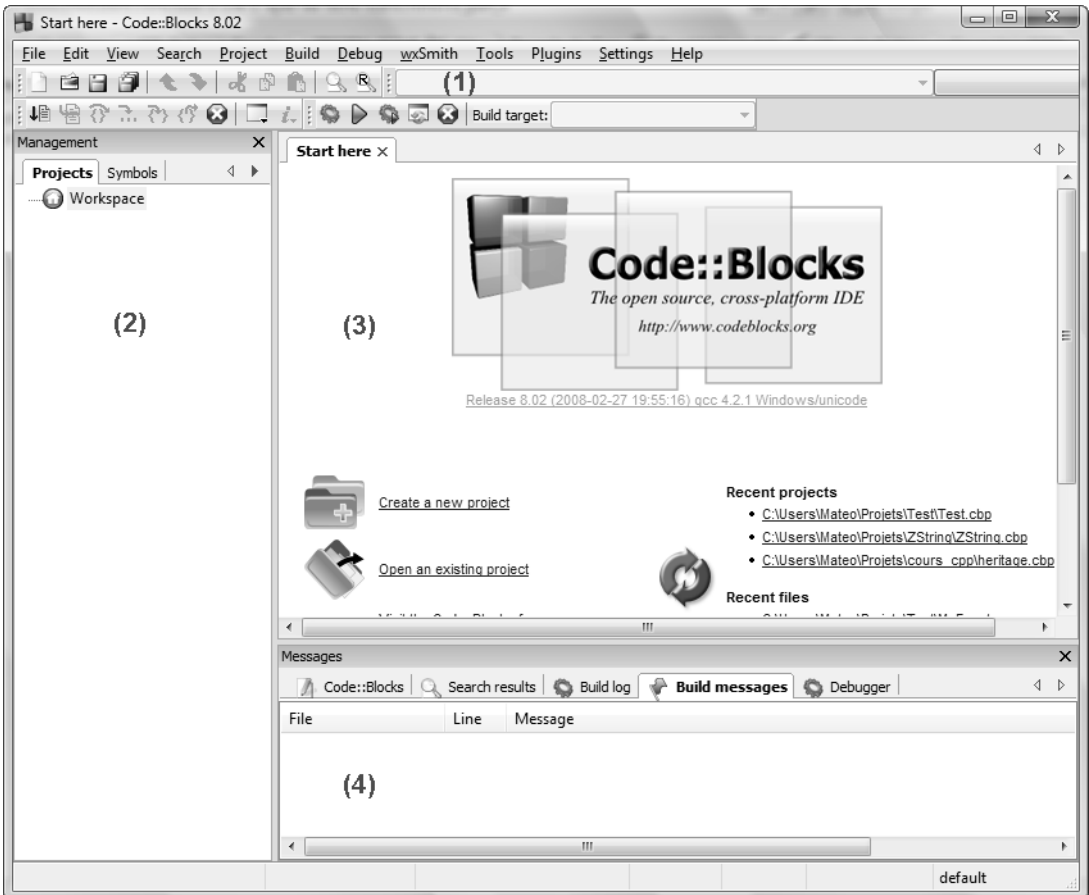 Start here - Code::Blocks 8.02
File Edit View Search Project Build Debug wxSmith Tools Plugins Settings Help
(1)
Build target:
Management
Projects Symbols
Workspace
(2)
Start here
Code::Blocks
The open source, cross-platform IDE
http://www.codeblocks.org
(3)
Release 8.02 (2008-02-27 19:55:16) gcc 4.2.1 Windows/unicode
Create a new project
Open an existing project
Recent projects
C:\Users\Mateo\Projets\Test\Test.cbp
C:\Users\Mateo\Projets\ZString\ZString.cbp
C:\Users\Mateo\Projets\cours_cpp\heritage.cbp
Recent files
Messages
Code::Blocks Search results Build log Build messages Debugger
File Line Message
(4)
default